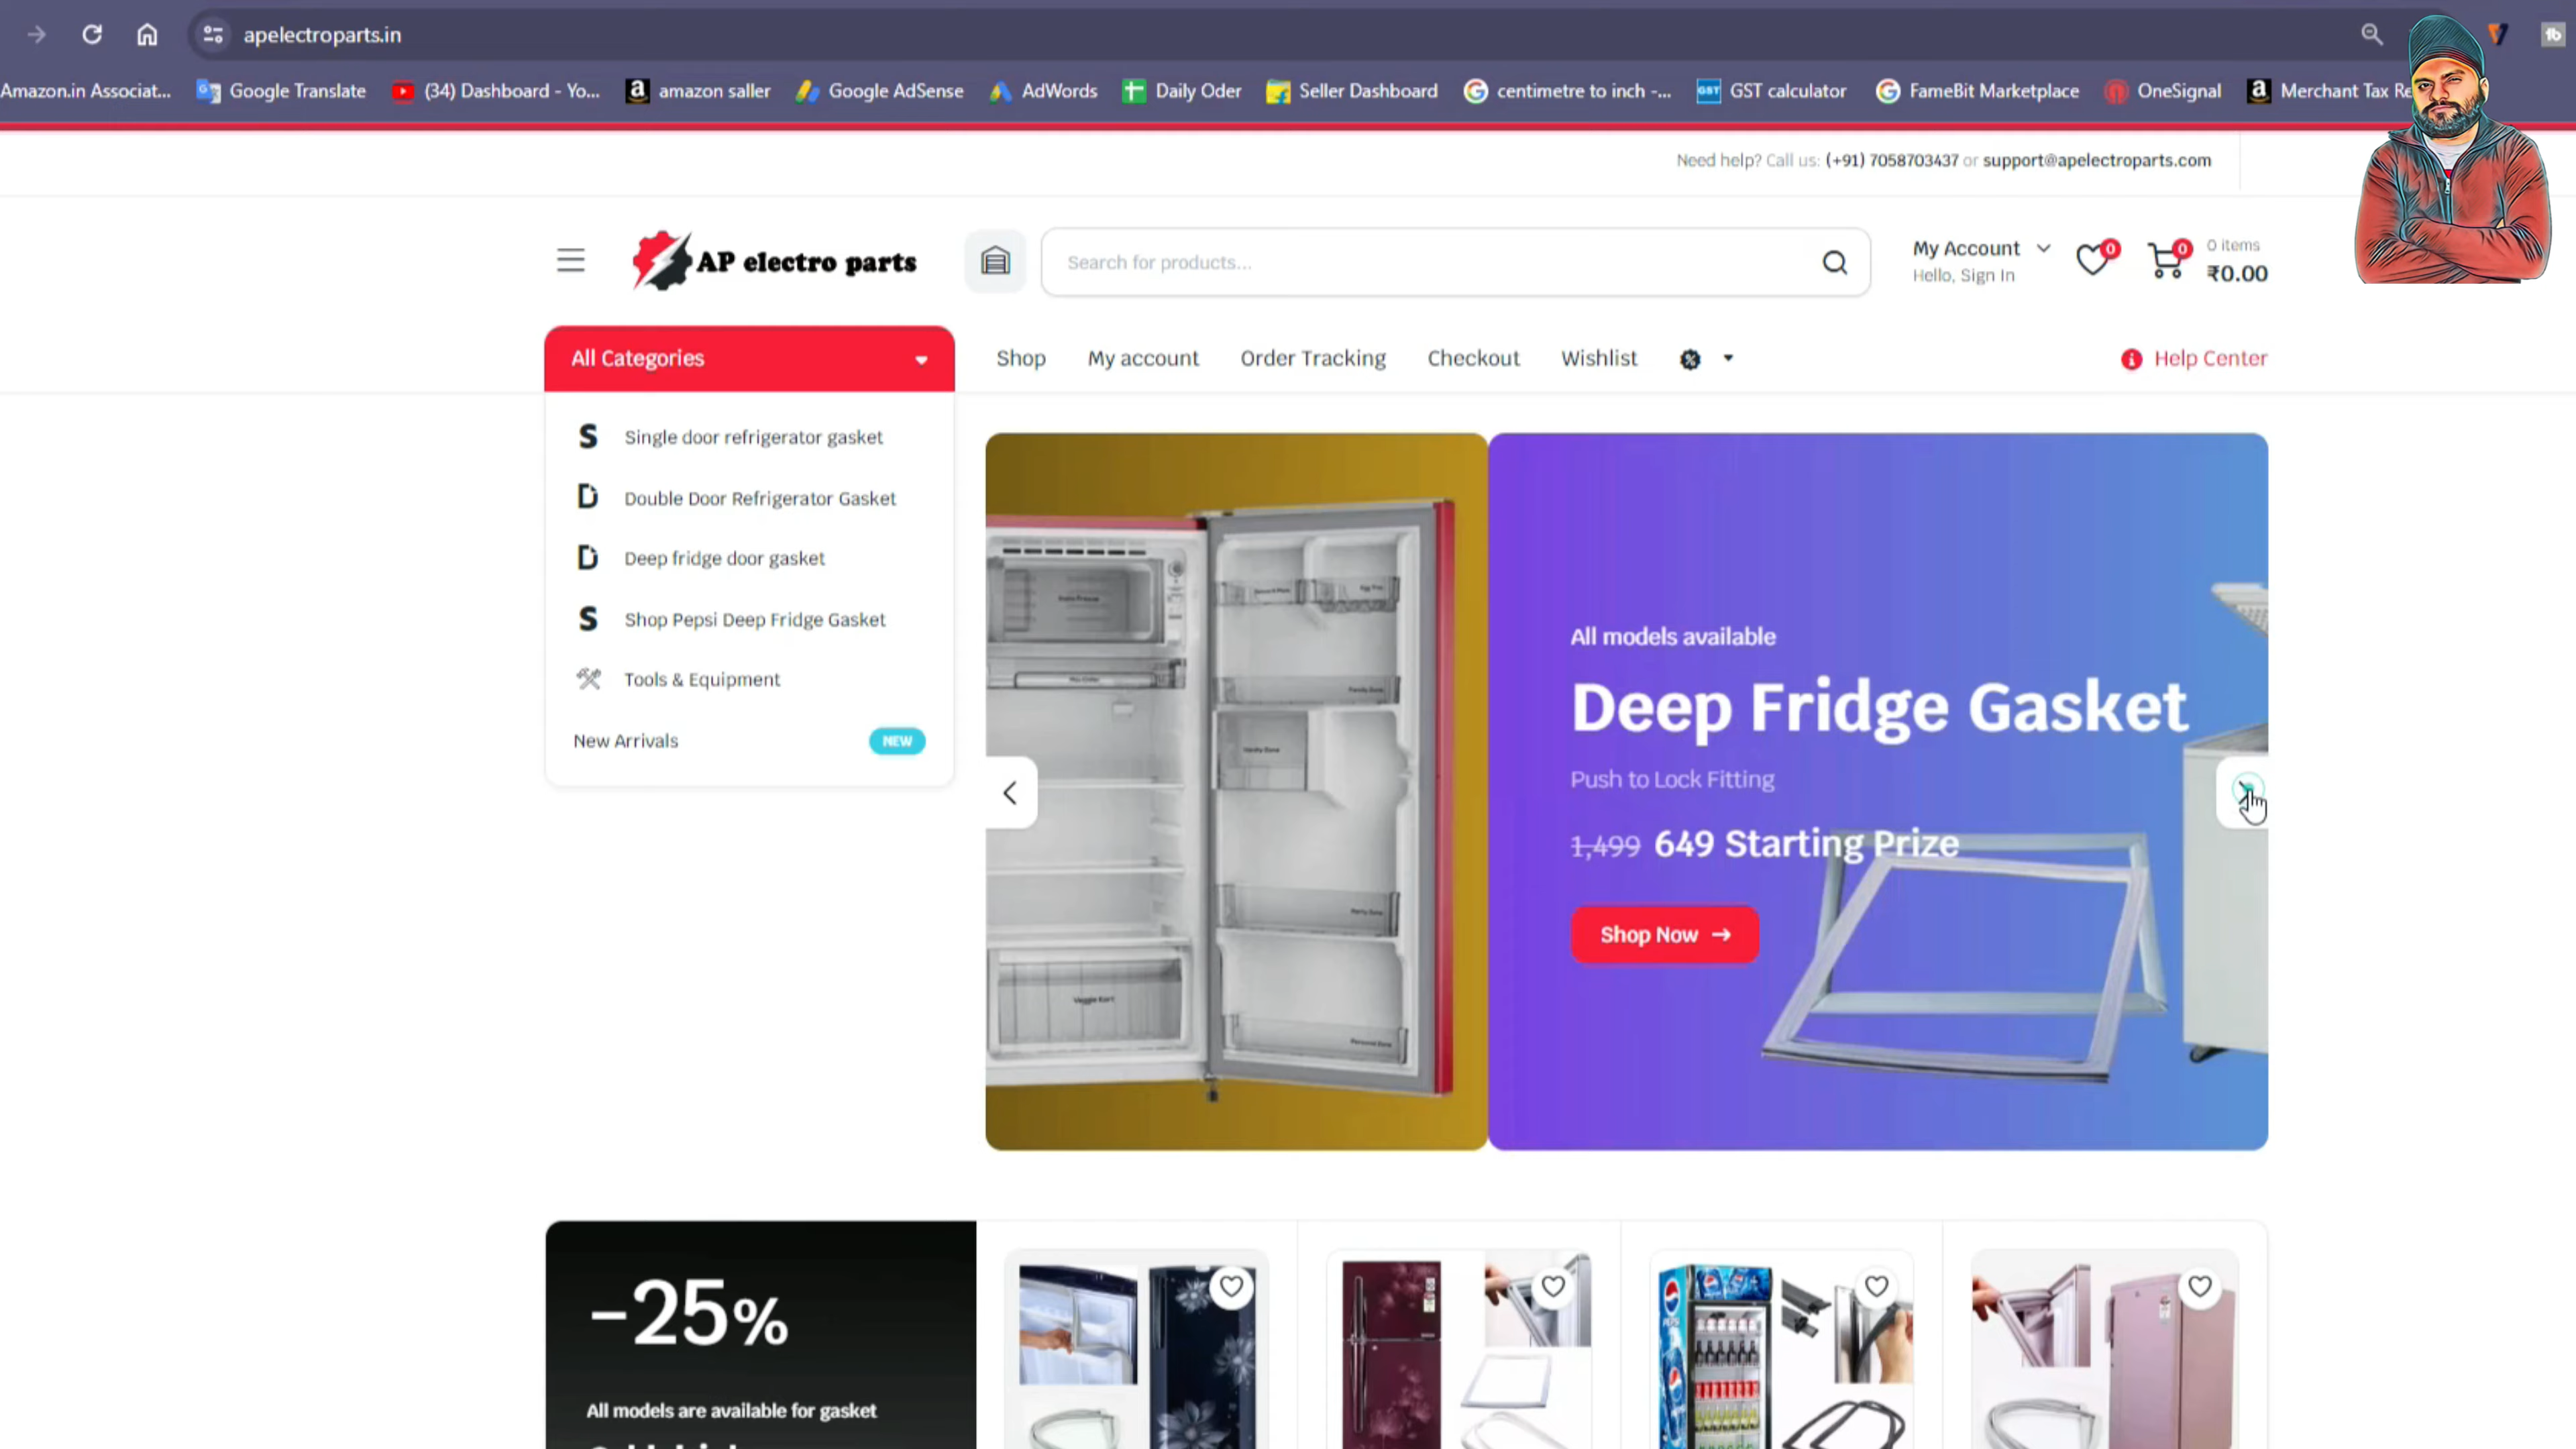 apelectroparts.in
Amazon.in Associat...
Google Translate
(34) Dashboard - Yo...
amazon saller
Google AdSense
AdWords
Daily Oder
Seller Dashboard
centimetre to inch -...
GST calculator
FameBit Marketplace
OneSignal
Merchant Tax Re
Need help? Call us: (+91) 7058703437 or support@apelectroparts.com
AP electro parts
Search for products...
My Account
Hello, Sign In
0
0
0 items
₹0.00
All Categories
Shop
My account
Order Tracking
Checkout
Wishlist
Help Center
Single door refrigerator gasket
Double Door Refrigerator Gasket
Deep fridge door gasket
Shop Pepsi Deep Fridge Gasket
Tools & Equipment
New Arrivals
NEW
All models available
Deep Fridge Gasket
Push to Lock Fitting
1,499 649 Starting Prize
Shop Now
-25%
All models are available for gasket